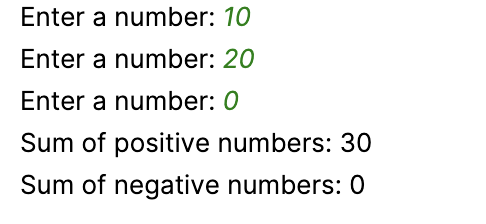 Enter a number: 10
Enter a number: 20
Enter a number: 0
Sum of positive numbers: 30
Sum of negative numbers: 0